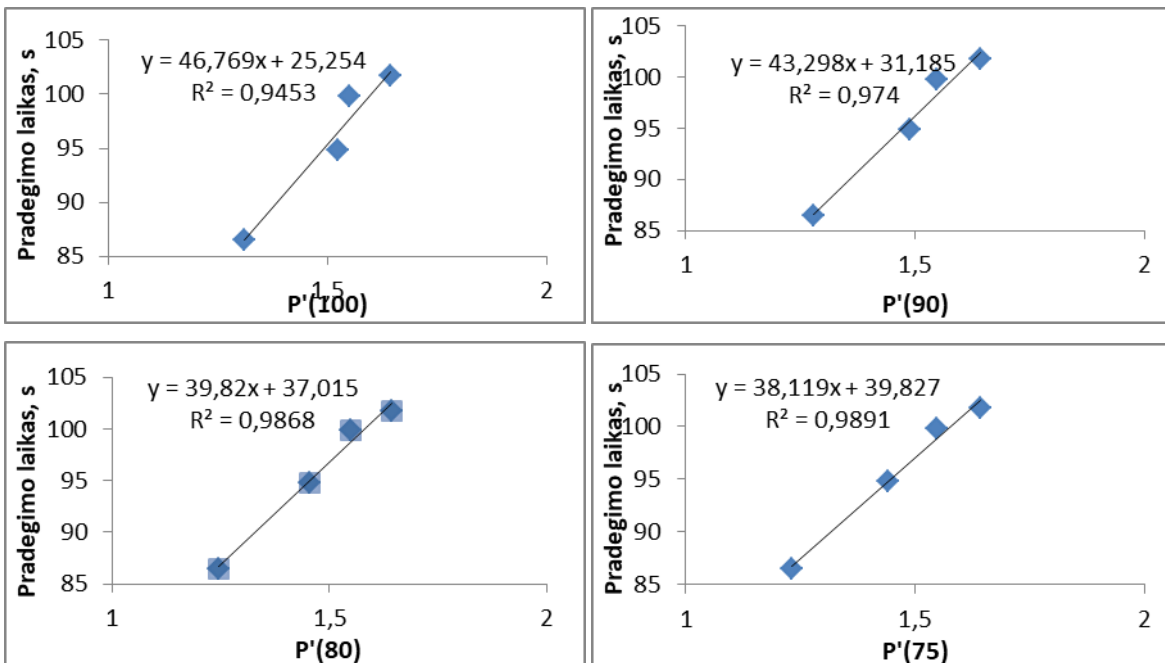 Pradegimo laikas, s
105
100
95
90
85
y = 46,769x + 25,254
R² = 0,9453
1
1,5
2
P'(100)
Pradegimo laikas, s
105
100
95
90
85
y = 43,298x + 31,185
R² = 0,974
1
1,5
2
P'(90)
Pradegimo laikas, s
105
100
95
90
85
y = 39,82x + 37,015
R² = 0,9868
1
1,5
2
P'(80)
Pradegimo laikas, s
105
100
95
90
85
y = 38,119x + 39,827
R² = 0,9891
1
1,5
2
P'(75)